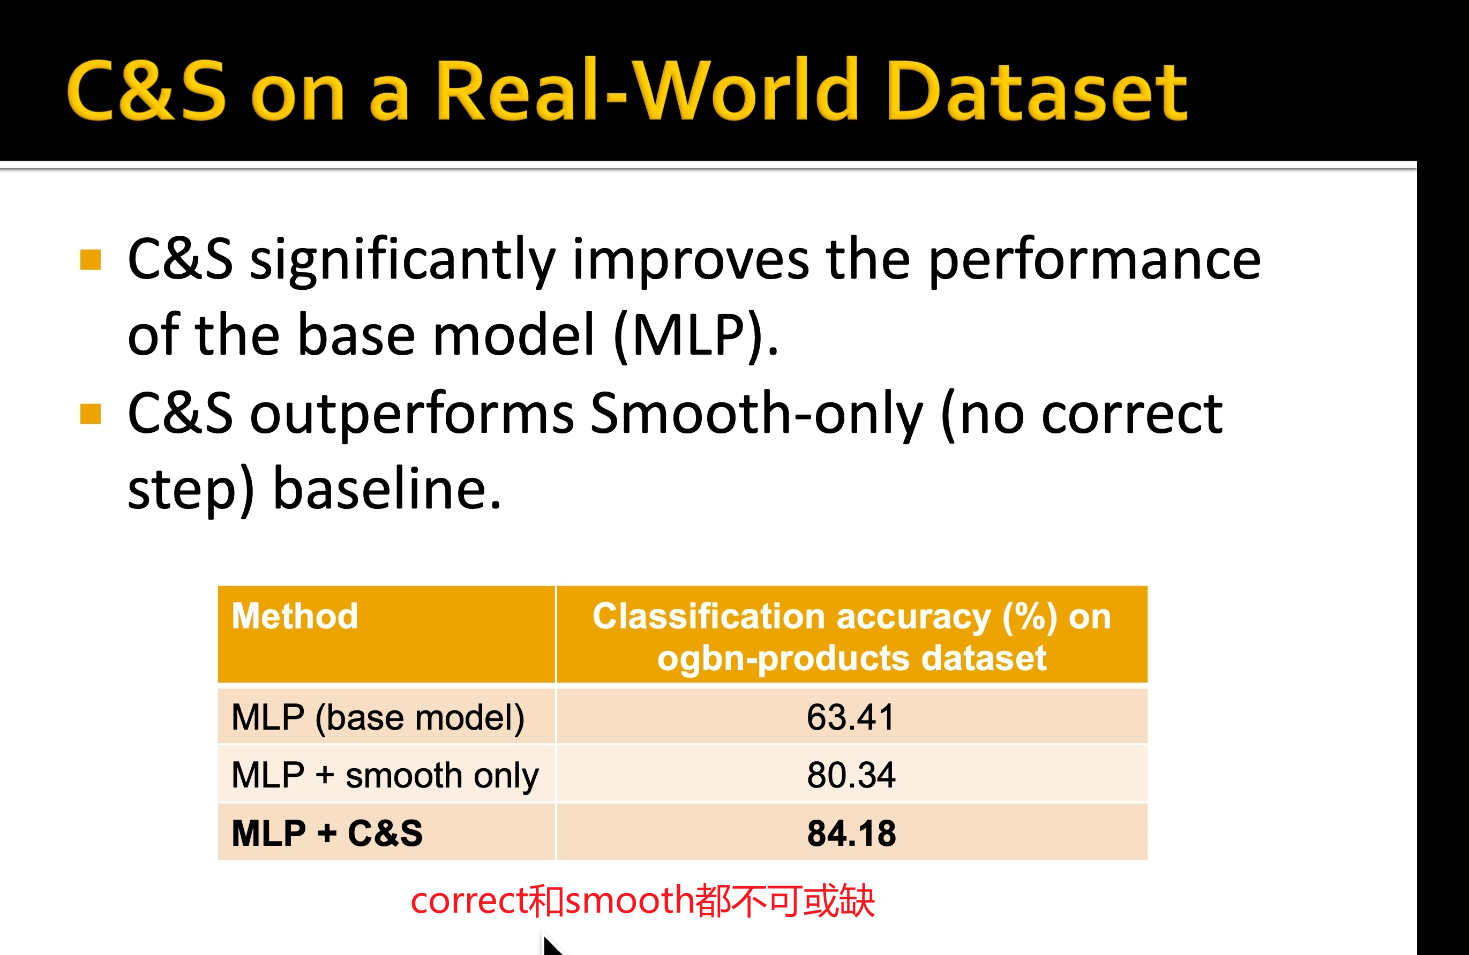 C&S on a Real-World Dataset
C&S significantly improves the performance
of the base model (MLP).
C&S outperforms Smooth-only (no correct
step) baseline.
Method
Classification accuracy (%) on
ogbn-products dataset
MLP (base model) 63.41
MLP + smooth only 80.34
MLP + C&S 84.18
correct和smooth都不可或缺